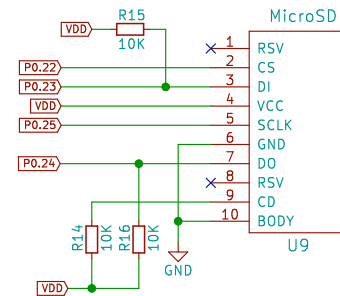 MicroSD
R15
VDD
10K
1 RSV
P0.22 2 CS
P0.23 3 DI
VDD 4 VCC
P0.25 5 SCLK
6 GND
P0.24 7 DO
8 RSV
9 CD
10 BODY
R14 10K R16 10K
U9
GND
VDD